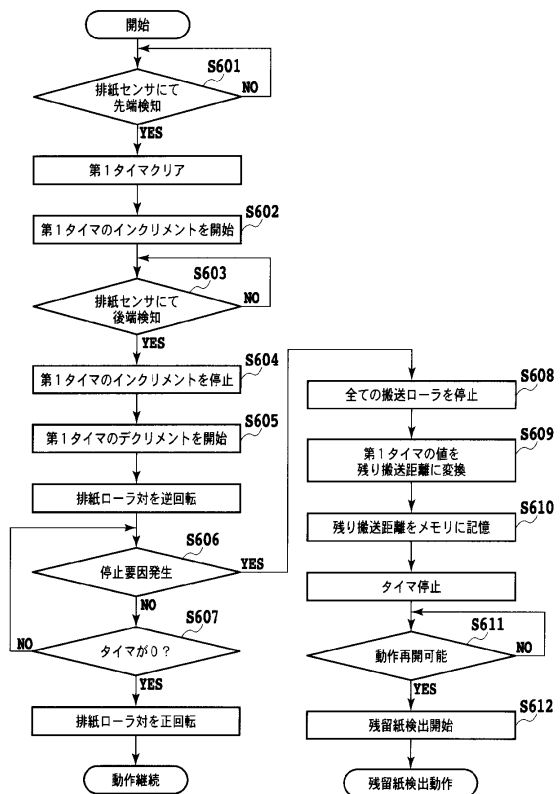 開始
S601
排紙センサにて
先端検知
NO
YES
第1タイマクリア
S602
第1タイマのインクリメントを開始
S603
排紙センサにて
後端検知
NO
YES
S604
第1タイマのインクリメントを停止
S605
第1タイマのデクリメントを開始
排紙ローラ対を逆回転
S606
停止要因発生
YES
NO
S607
タイマが0?
NO
YES
排紙ローラ対を正回転
動作継続
S608
全ての搬送ローラを停止
S609
第1タイマの値を
残り搬送距離に変換
S610
残り搬送距離をメモリに記憶
タイマ停止
S611
動作再開可能
NO
YES
S612
残留紙検出開始
残留紙検出動作